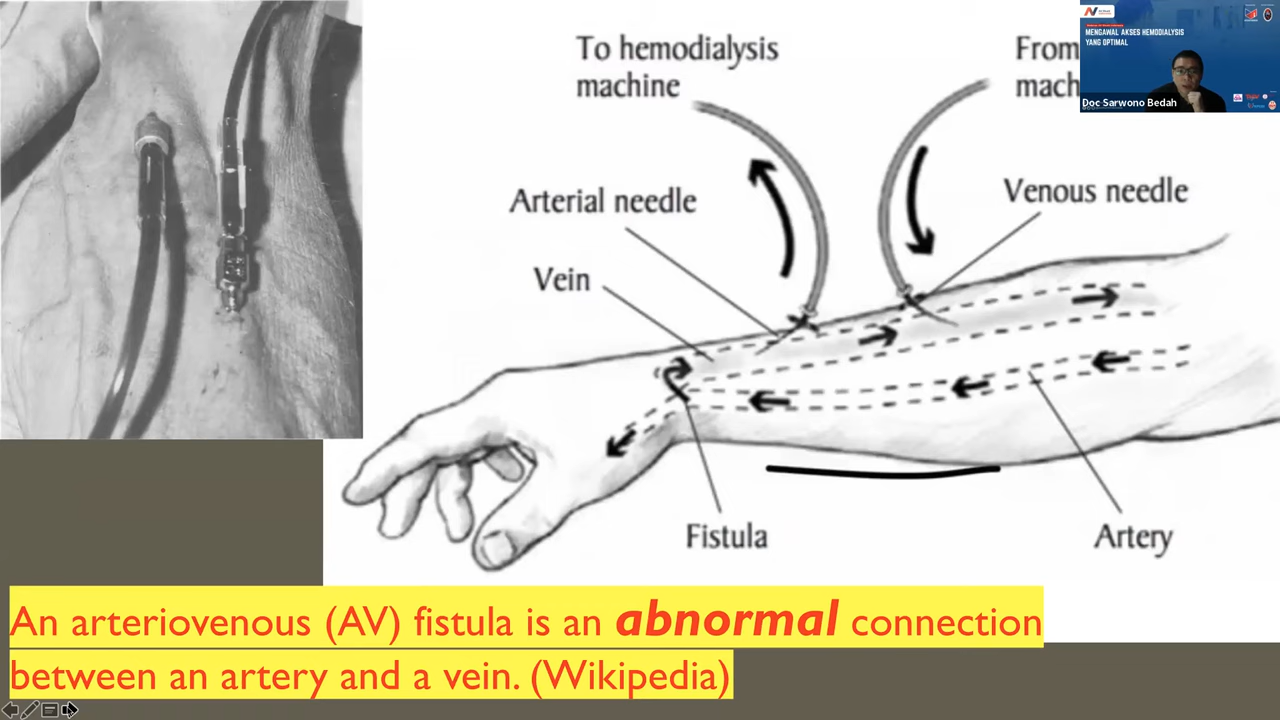 To hemodialysis
machine
From
mach
MENGAWAL AKSES HEMODIALYSIS
YANG OPTIMAL
Doc Sarwono Bedah
Arterial needle
Venous needle
Vein
Fistula
Artery
An arteriovenous (AV) fistula is an abnormal connection
between an artery and a vein. (Wikipedia)